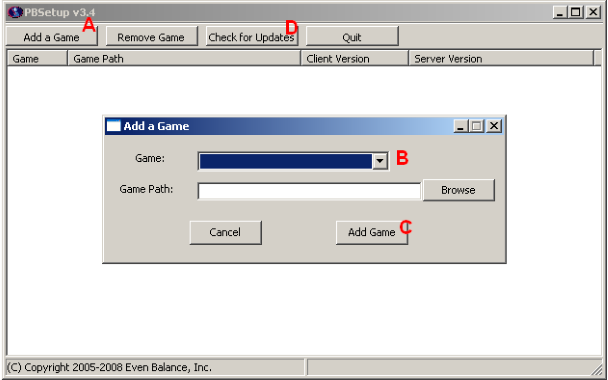 PBSetup v3.4
A
D
Add a Game Remove Game Check for Updates Quit
Game Game Path Client Version Server Version
Add a Game
Game:
B
Game Path: Browse
Cancel Add Game C
(C) Copyright 2005-2008 Even Balance, Inc.